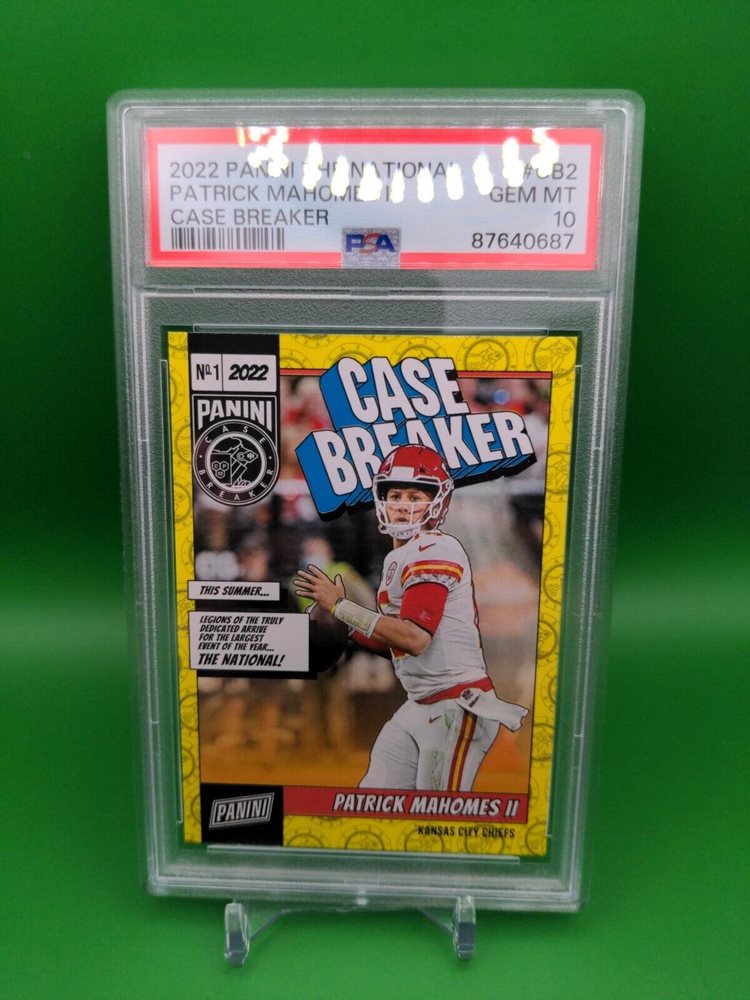 2022 PANINI THE NATIONAL #CB2
PATRICK MAHOMES II GEM MT
CASE BREAKER 10
PSA 87640687
Nº.1 2022
PANINI
CASE
BREAKER
CASE
BREAKER
THIS SUMMER...
LEGIONS OF THE TRULY
DEDICATED ARRIVE
FOR THE LARGEST
EVENT OF THE YEAR...
THE NATIONAL!
PANINI
PATRICK MAHOMES II
KANSAS CITY CHIEFS